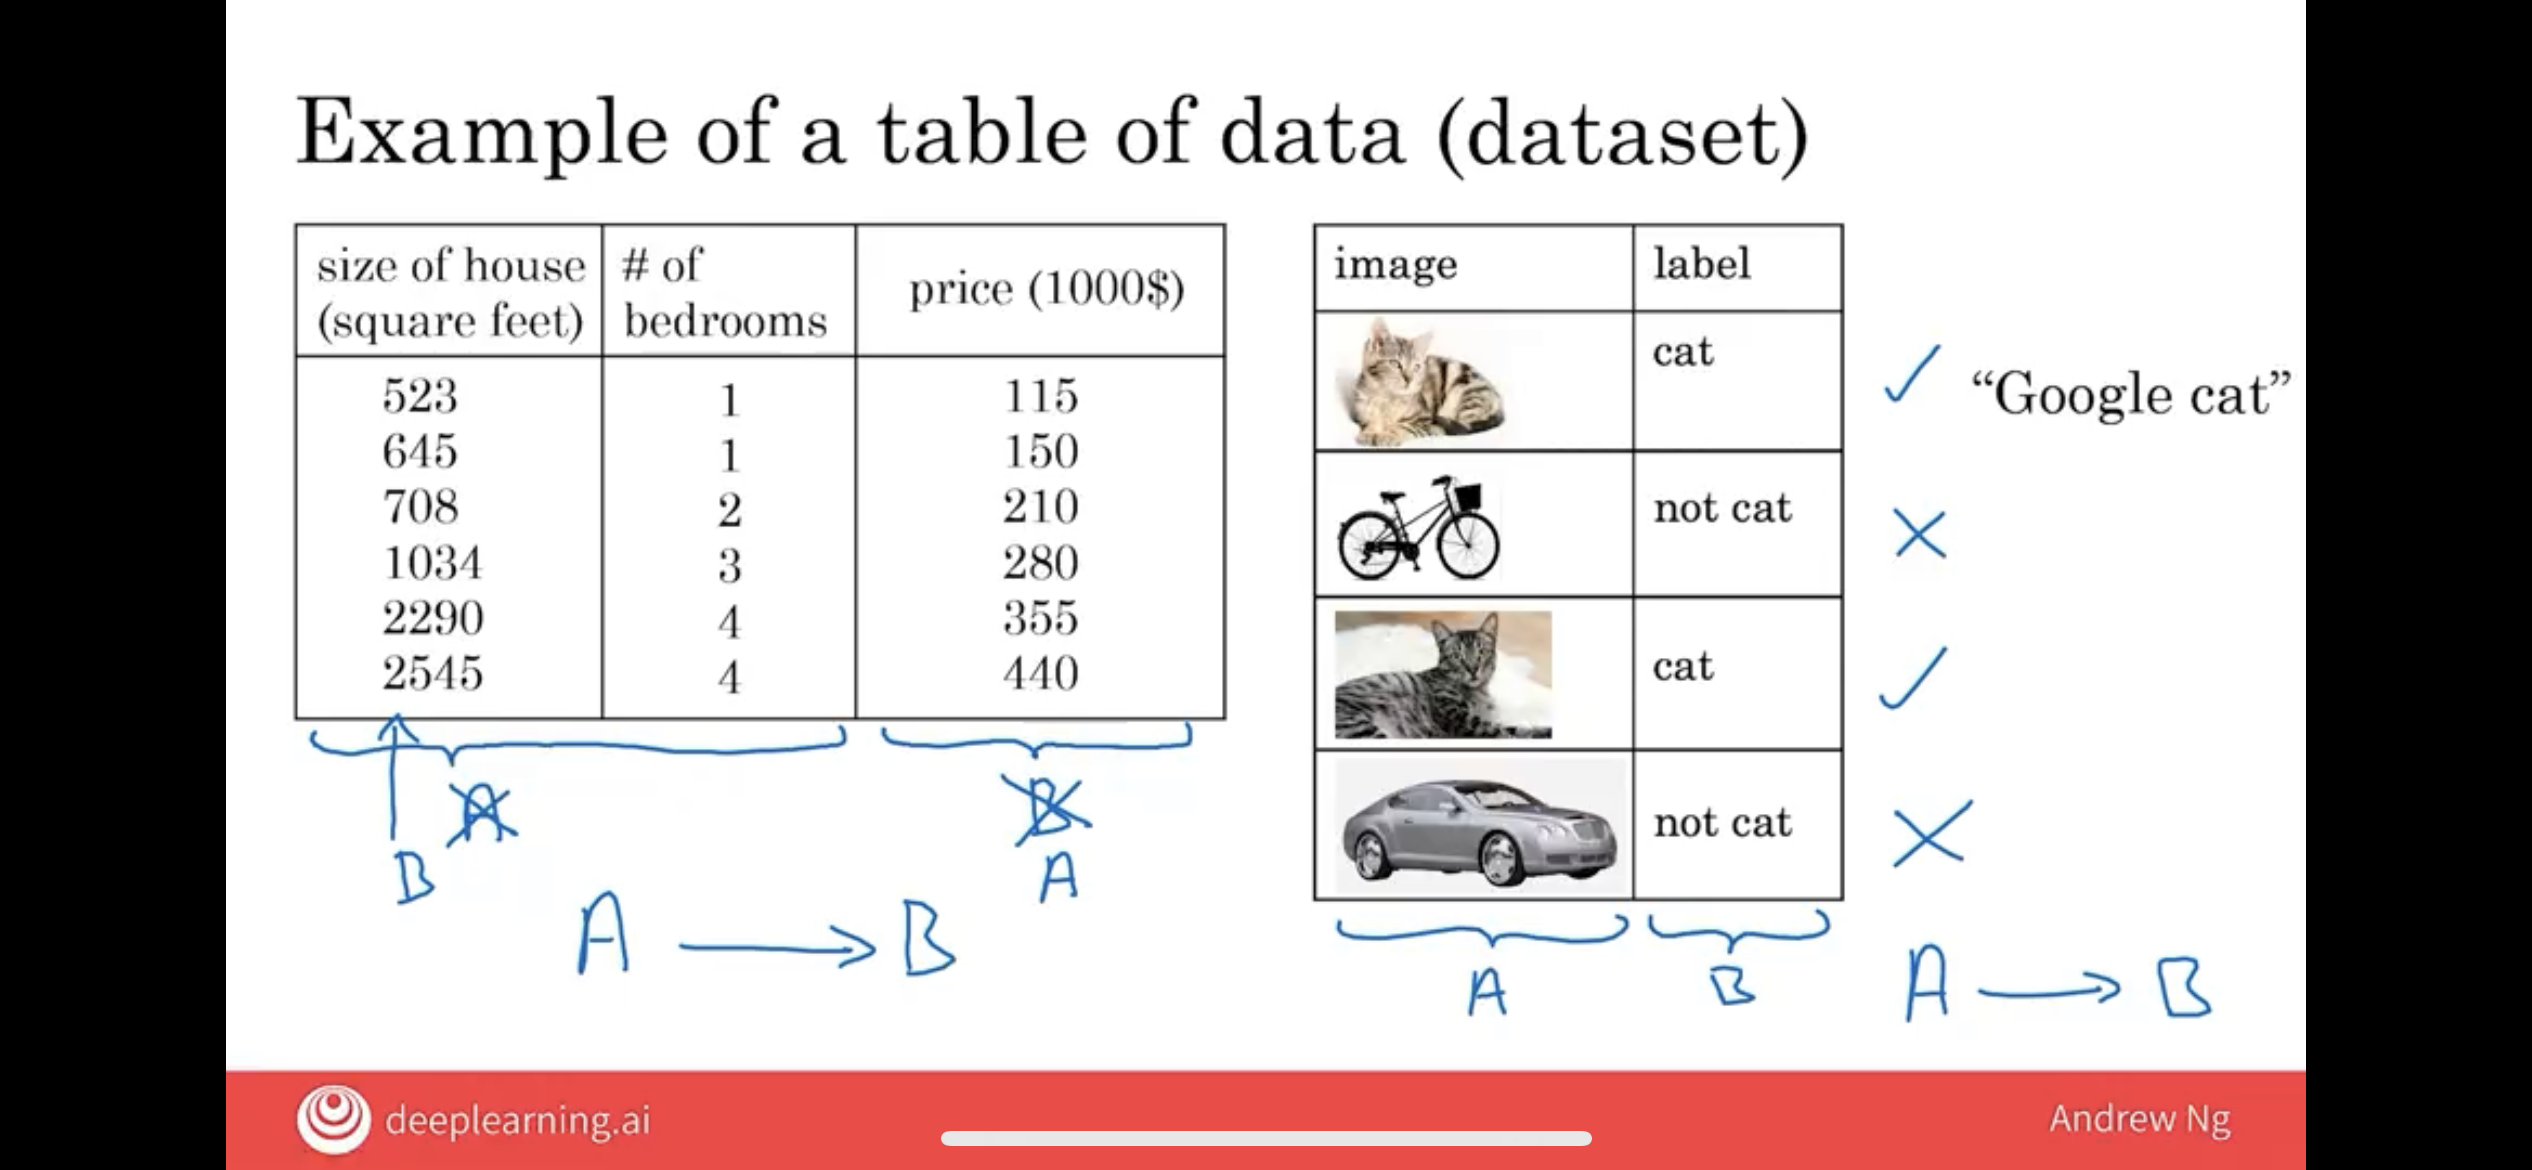 Example of a table of data (dataset)
size of house # of price (1000$)
(square feet) bedrooms
523 1 115
645 1 150
708 2 210
1034 3 280
2290 4 355
2545 4 440
A B
B A
A → B
image label
cat
✓ “Google cat”
not cat
×
cat
✓
not cat
×
A B
A → B
deeplearning.ai
Andrew Ng